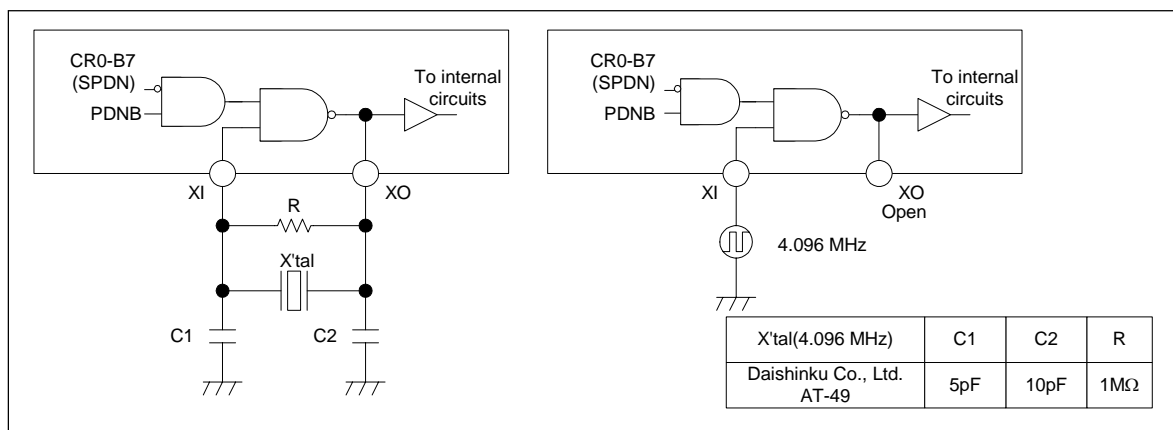 CR0-B7
(SPDN)
PDNB
To internal
circuits
XI
XO
R
X'tal
C1
C2
CR0-B7
(SPDN)
PDNB
To internal
circuits
XI
XO
Open
4.096 MHz
X'tal(4.096 MHz) C1 C2 R
Daishinku Co., Ltd.
AT-49 5pF 10pF 1MΩ